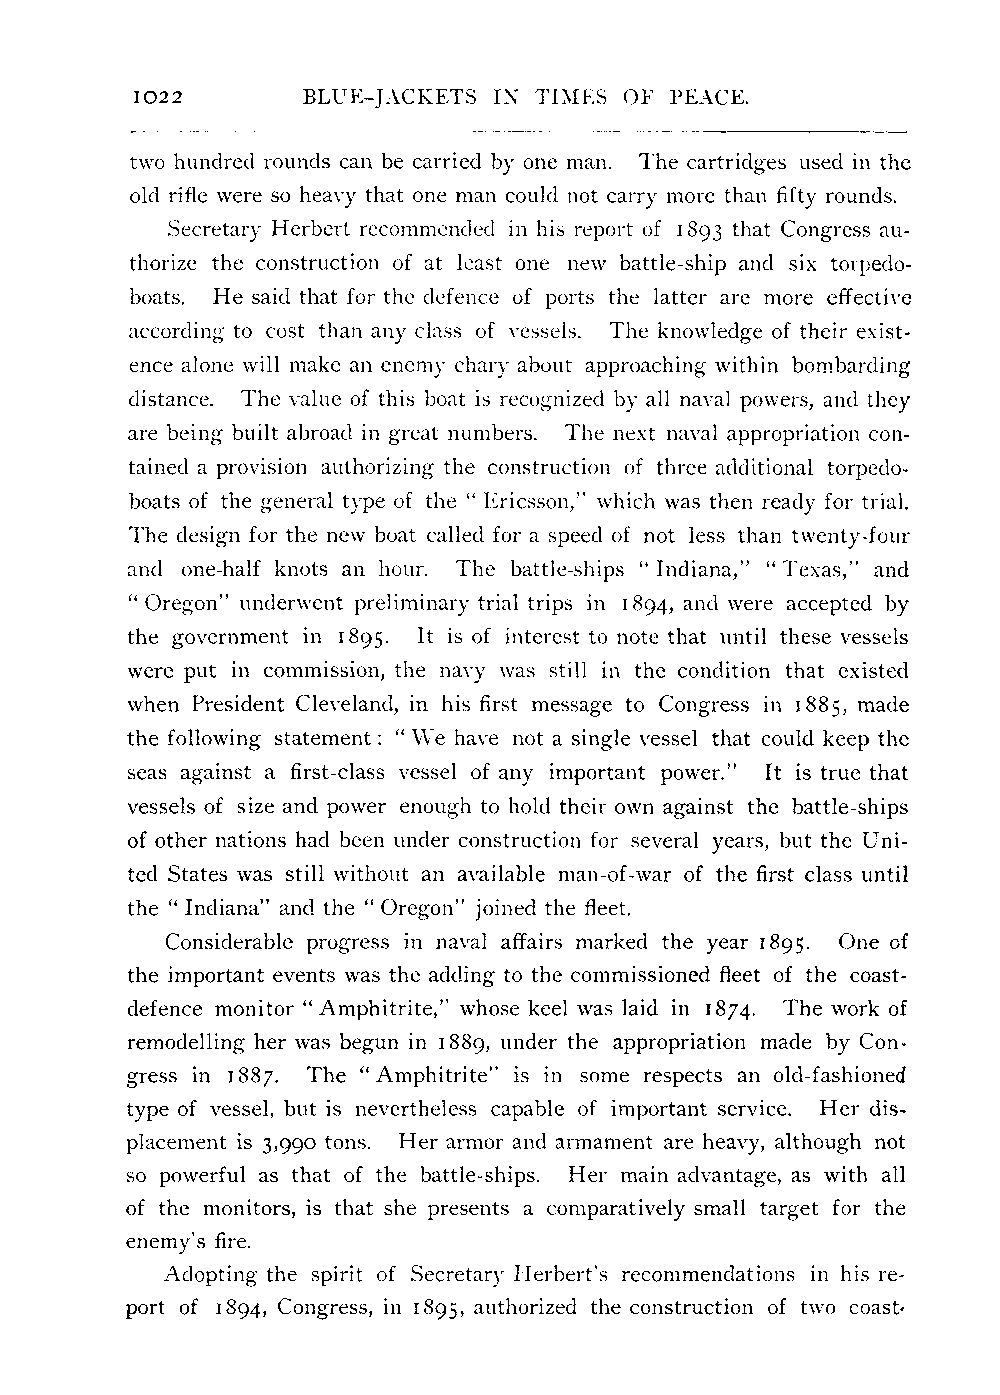 1022 BLUE-JACKETS IN TIMES OF PEACE.
two hundred rounds can be carried by one man. The cartridges used in the
old rifle were so heavy that one man could not carry more than fifty rounds.
Secretary Herbert recommended in his report of 1893 that Congress au-
thorize the construction of at least one new battle-ship and six torpedo-
boats. He said that for the defence of ports the latter are more effective
according to cost than any class of vessels. The knowledge of their exist-
ence alone will make an enemy chary about approaching within bombarding
distance. The value of this boat is recognized by all naval powers, and they
are being built abroad in great numbers. The next naval appropriation con-
tained a provision authorizing the construction of three additional torpedo-
boats of the general type of the "Ericsson," which was then ready for trial.
The design for the new boat called for a speed of not less than twenty-four
and one-half knots an hour. The battle-ships "Indiana," "Texas," and
"Oregon" underwent preliminary trial trips in 1894, and were accepted by
the government in 1895. It is of interest to note that until these vessels
were put in commission, the navy was still in the condition that existed
when President Cleveland, in his first message to Congress in 1885, made
the following statement: "We have not a single vessel that could keep the
seas against a first-class vessel of any important power." It is true that
vessels of size and power enough to hold their own against the battle-ships
of other nations had been under construction for several years, but the Uni-
ted States was still without an available man-of-war of the first class until
the "Indiana" and the "Oregon" joined the fleet.
Considerable progress in naval affairs marked the year 1895. One of
the important events was the adding to the commissioned fleet of the coast-
defence monitor "Amphitrite," whose keel was laid in 1874. The work of
remodelling her was begun in 1889, under the appropriation made by Con-
gress in 1887. The "Amphitrite" is in some respects an old-fashioned
type of vessel, but is nevertheless capable of important service. Her dis-
placement is 3,990 tons. Her armor and armament are heavy, although not
so powerful as that of the battle-ships. Her main advantage, as with all
of the monitors, is that she presents a comparatively small target for the
enemy's fire.
Adopting the spirit of Secretary Herbert's recommendations in his re-
port of 1894, Congress, in 1895, authorized the construction of two coast-